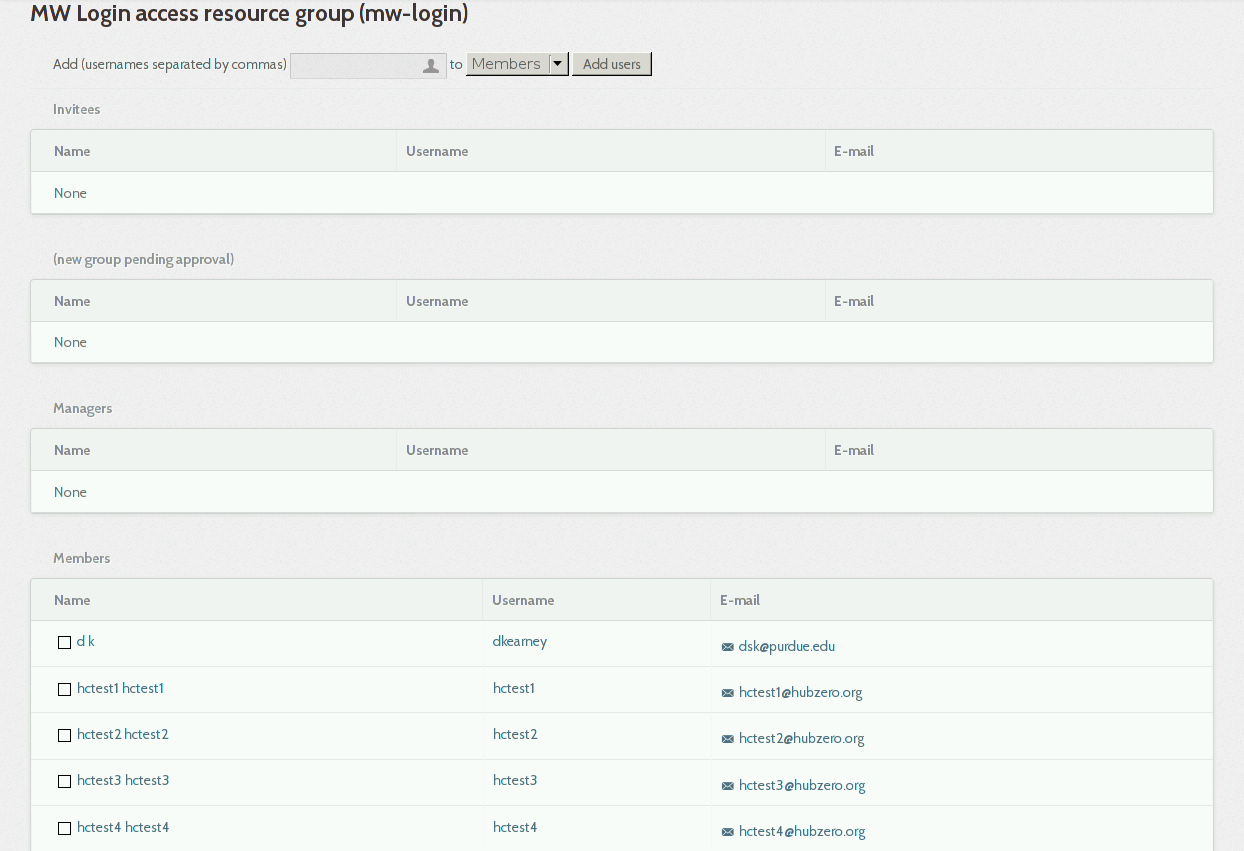 MW Login access resource group (mw-login)
Add (usernames separated by commas) to Members Add users
Invitees
Name Username E-mail
None
(new group pending approval)
Name Username E-mail
None
Managers
Name Username E-mail
None
Members
Name Username E-mail
d k dkearney dsk@purdue.edu
hctest1 hctest1 hctest1 hctest1@hubzero.org
hctest2 hctest2 hctest2 hctest2@hubzero.org
hctest3 hctest3 hctest3 hctest3@hubzero.org
hctest4 hctest4 hctest4 hctest4@hubzero.org